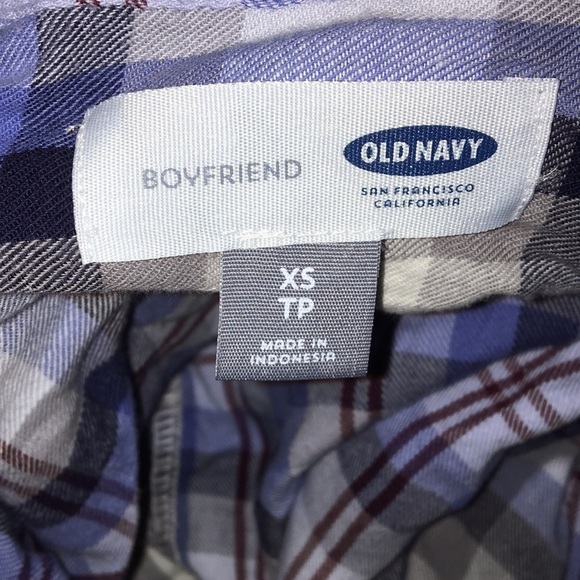 BOYFRIEND
OLD NAVY
SAN FRANCISCO
CALIFORNIA
XS
TP
MADE IN
INDONESIA